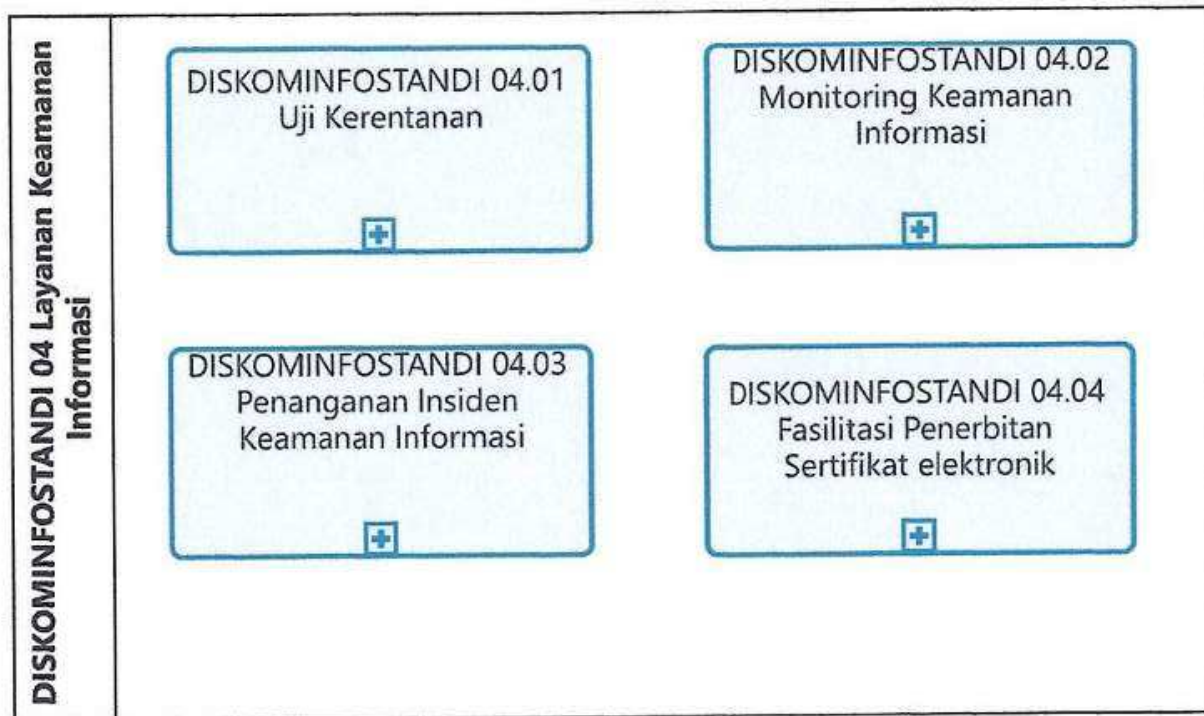 DISKOMINFOSTANDI 04 Layanan Keamanan
Informasi
DISKOMINFOSTANDI 04.01
Uji Kerentanan
DISKOMINFOSTANDI 04.02
Monitoring Keamanan
Informasi
DISKOMINFOSTANDI 04.03
Penanganan Insiden
Keamanan Informasi
DISKOMINFOSTANDI 04.04
Fasilitasi Penerbitan
Sertifikat elektronik